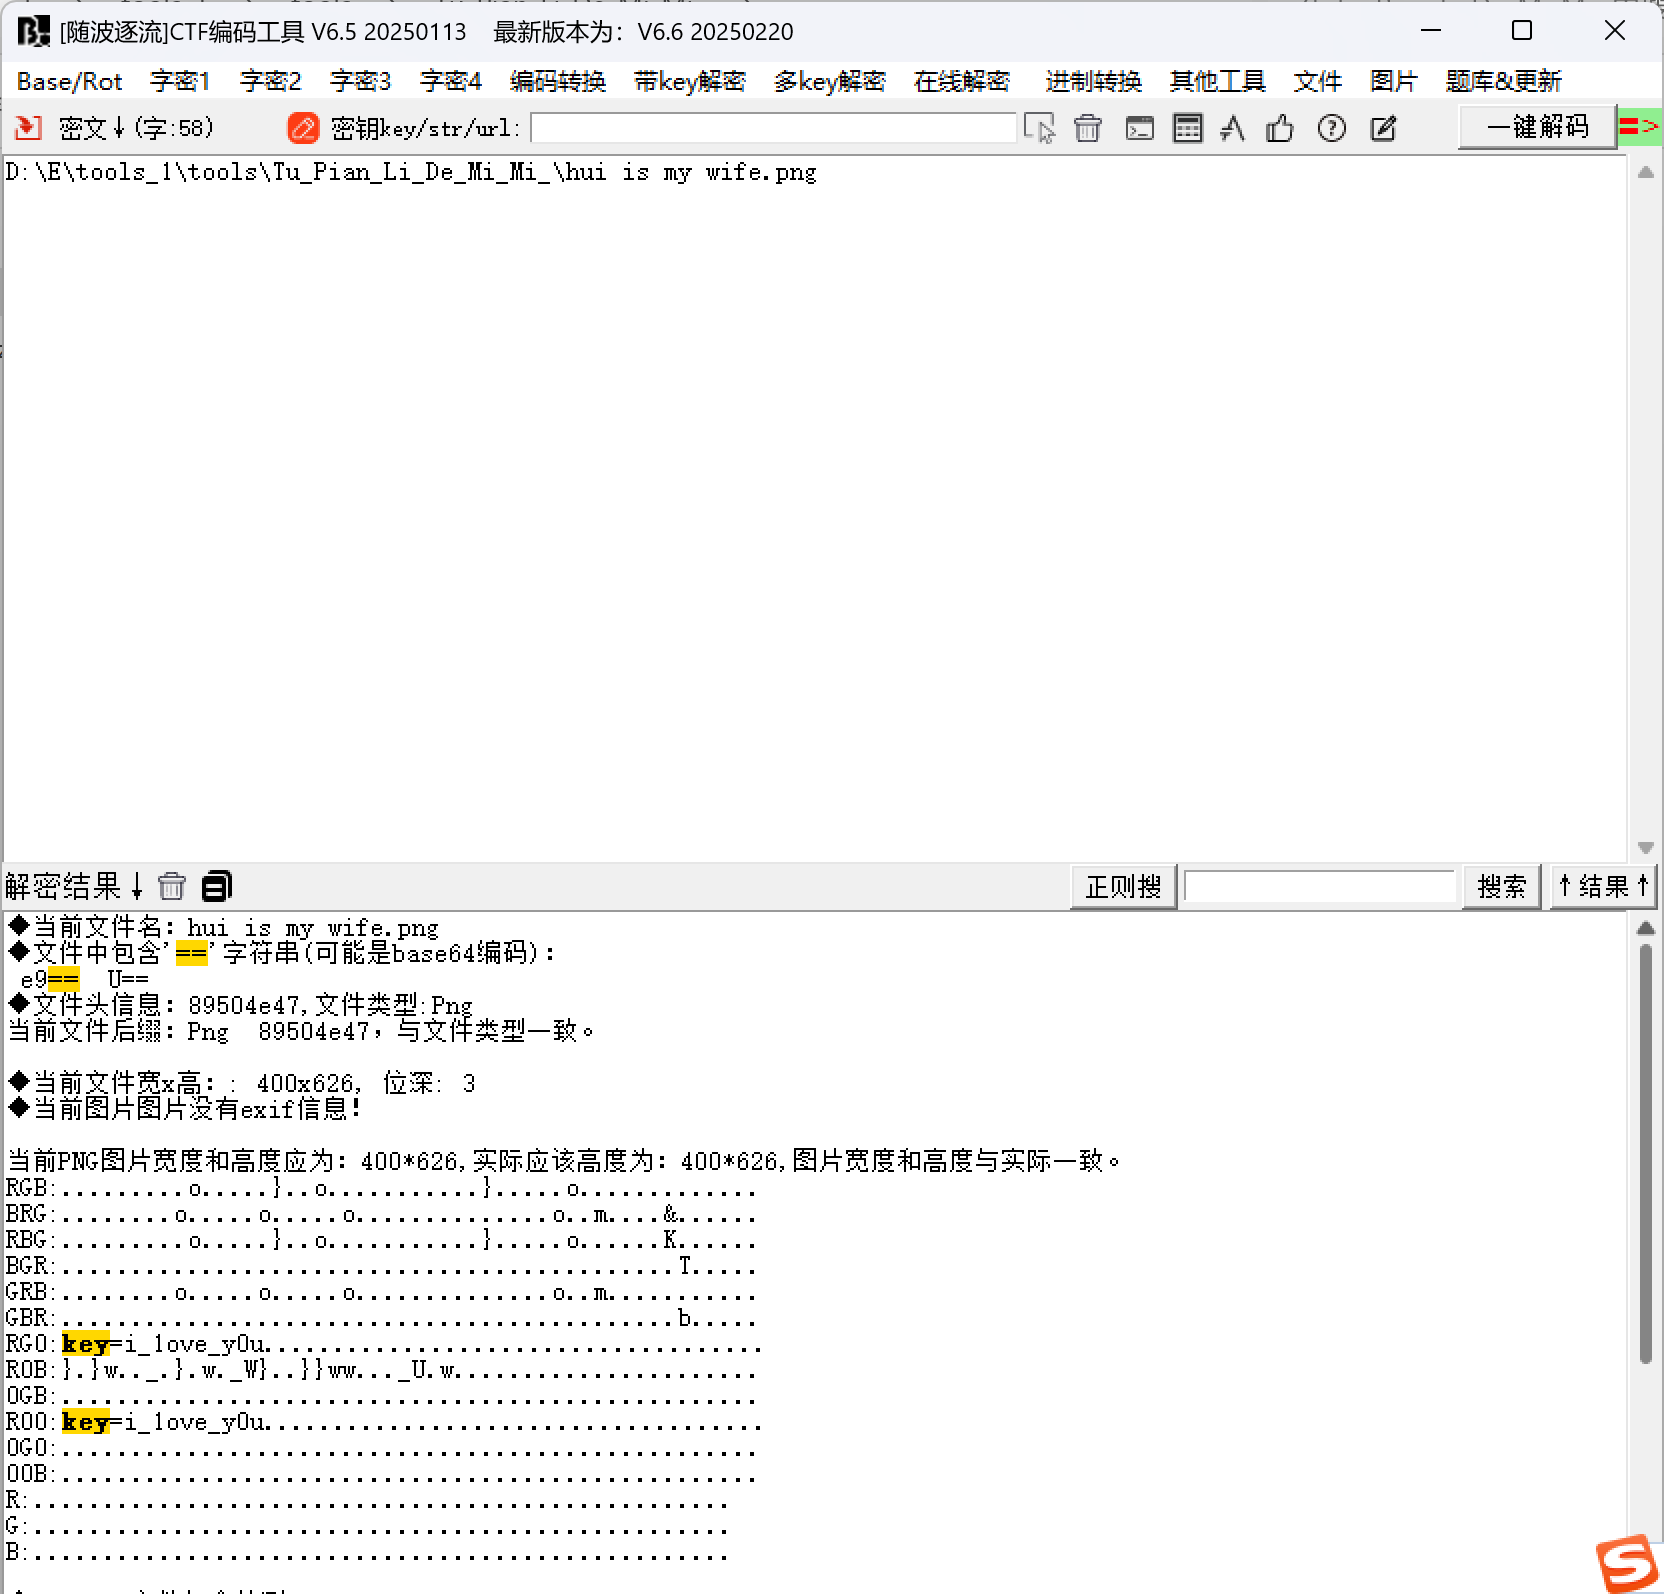 [随波逐流]CTF编码工具 V6.5 20250113    最新版本为：V6.6 20250220
Base/Rot 字密1 字密2 字密3 字密4 编码转换 带key解密 多key解密 在线解密 进制转换 其他工具 文件 图片 题库&更新
密文↓(字:58) 密钥key/str/url: 一键解码 =>
D:\E\tools_1\tools\Tu_Pian_Li_De_Mi_Mi_\hui is my wife.png
解密结果↓ 正则搜 搜索 ↑结果↑
◆当前文件名：hui is my wife.png
◆文件中包含'=='字符串(可能是base64编码)：
e9==  U==
◆文件头信息：89504e47,文件类型:Png
当前文件后缀：Png  89504e47，与文件类型一致。
◆当前文件宽x高：: 400x626, 位深: 3
◆当前图片图片没有exif信息!
当前PNG图片宽度和高度应为：400*626,实际应该高度为：400*626,图片宽度和高度与实际一致。
RGB:.........o.....}..o...........}.....o.............
BRG:........o.....o.....o..............o..m....&......
RBG:.........o.....}..o...........}.....o......K......
BGR:............................................T.....
GRB:........o.....o.....o..............o..m...........
GBR:............................................b.....
RG0:key=i_love_y0u....................................
R0B:}.}w.._.}.w._W}..}}ww..._U.w......................
0GB:..................................................
R00:key=i_love_y0u....................................
0G0:..................................................
00B:..................................................
R:..................................................
G:..................................................
B:..................................................